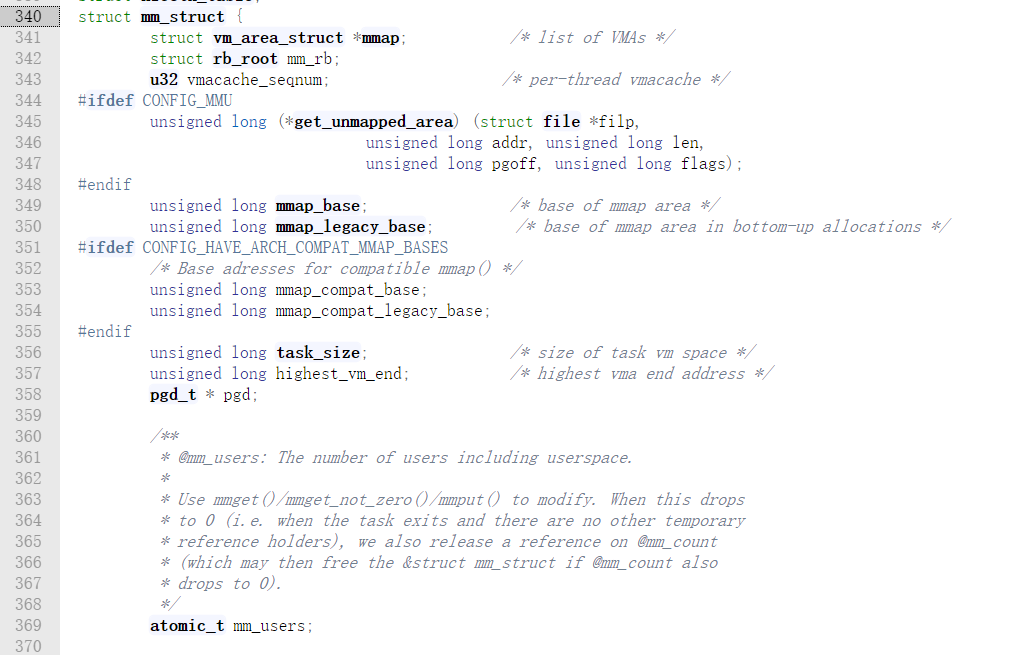 340 struct mm_struct {
341 struct vm_area_struct *mmap; /* list of VMAs */
342 struct rb_root mm_rb;
343 u32 vmacache_seqnum; /* per-thread vmacache */
344 #ifdef CONFIG_MMU
345 unsigned long (*get_unmapped_area) (struct file *filp,
346 unsigned long addr, unsigned long len,
347 unsigned long pgoff, unsigned long flags);
348 #endif
349 unsigned long mmap_base; /* base of mmap area */
350 unsigned long mmap_legacy_base; /* base of mmap area in bottom-up allocations */
351 #ifdef CONFIG_HAVE_ARCH_COMPAT_MMAP_BASES
352 /* Base adresses for compatible mmap() */
353 unsigned long mmap_compat_base;
354 unsigned long mmap_compat_legacy_base;
355 #endif
356 unsigned long task_size; /* size of task vm space */
357 unsigned long highest_vm_end; /* highest vma end address */
358 pgd_t * pgd;
359
360 /**
361 * @mm_users: The number of users including userspace.
362 *
363 * Use mmget()/mmget_not_zero()/mmput() to modify. When this drops
364 * to 0 (i.e. when the task exits and there are no other temporary
365 * reference holders), we also release a reference on @mm_count
366 * (which may then free the &struct mm_struct if @mm_count also
367 * drops to 0).
368 */
369 atomic_t mm_users;
370